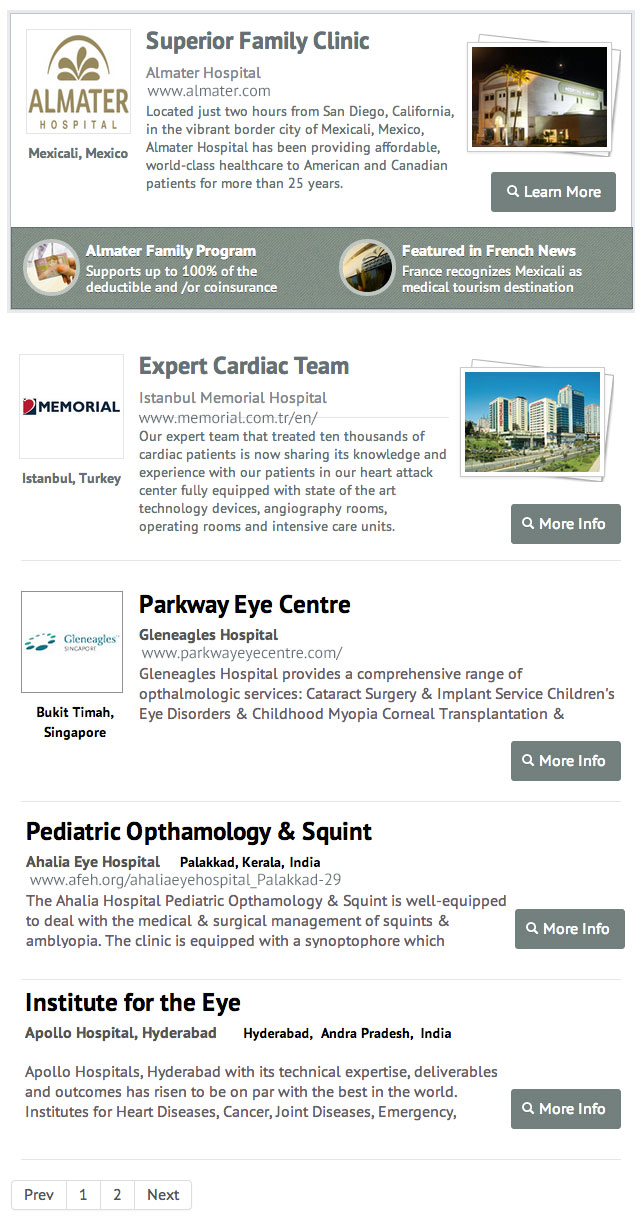 ALMATER
HOSPITAL
Mexicali, Mexico
Superior Family Clinic
Almater Hospital
www.almater.com
Located just two hours from San Diego, California,
in the vibrant border city of Mexicali, Mexico,
Almater Hospital has been providing affordable,
world-class healthcare to American and Canadian
patients for more than 25 years.
Learn More
Almater Family Program
Supports up to 100% of the
deductible and /or coinsurance
Featured in French News
France recognizes Mexicali as
medical tourism destination
MEMORIAL
Istanbul, Turkey
Expert Cardiac Team
Istanbul Memorial Hospital
www.memorial.com.tr/en/
Our expert team that treated ten thousands of
cardiac patients is now sharing its knowledge and
experience with our patients in our heart attack
center fully equipped with state of the art
technology devices, angiography rooms,
operating rooms and intensive care units.
More Info
Gleneagles
SINGAPORE
Bukit Timah,
Singapore
Parkway Eye Centre
Gleneagles Hospital
www.parkwayeyecentre.com/
Gleneagles Hospital provides a comprehensive range of
opthalmologic services: Cataract Surgery & Implant Service Children's
Eye Disorders & Childhood Myopia Corneal Transplantation &
More Info
Pediatric Opthamology & Squint
Ahalia Eye Hospital Palakkad, Kerala, India
www.afeh.org/ahaliaeyehospital_Palakkad-29
The Ahalia Hospital Pediatric Opthamology & Squint is well-equipped
to deal with the medical & surgical management of squints &
amblyopia. The clinic is equipped with a synoptophore which
More Info
Institute for the Eye
Apollo Hospital, Hyderabad Hyderabad, Andra Pradesh, India
Apollo Hospitals, Hyderabad with its technical expertise, deliverables
and outcomes has risen to be on par with the best in the world.
Institutes for Heart Diseases, Cancer, Joint Diseases, Emergency,
More Info
Prev 1 2 Next